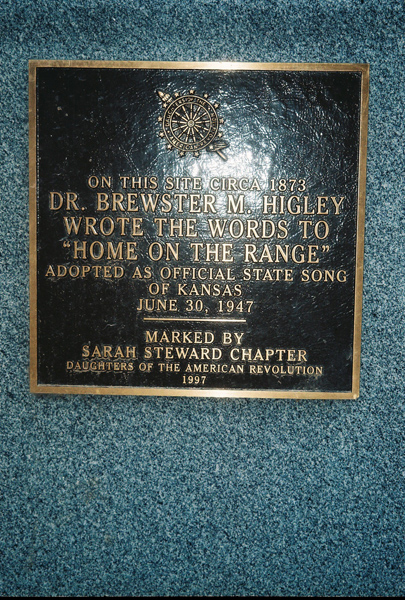 ON THIS SITE CIRCA 1873
DR. BREWSTER M. HIGLEY
WROTE THE WORDS TO
“HOME ON THE RANGE”
ADOPTED AS OFFICIAL STATE SONG
OF KANSAS
JUNE 30, 1947
MARKED BY
SARAH STEWARD CHAPTER
DAUGHTERS OF THE AMERICAN REVOLUTION
1997